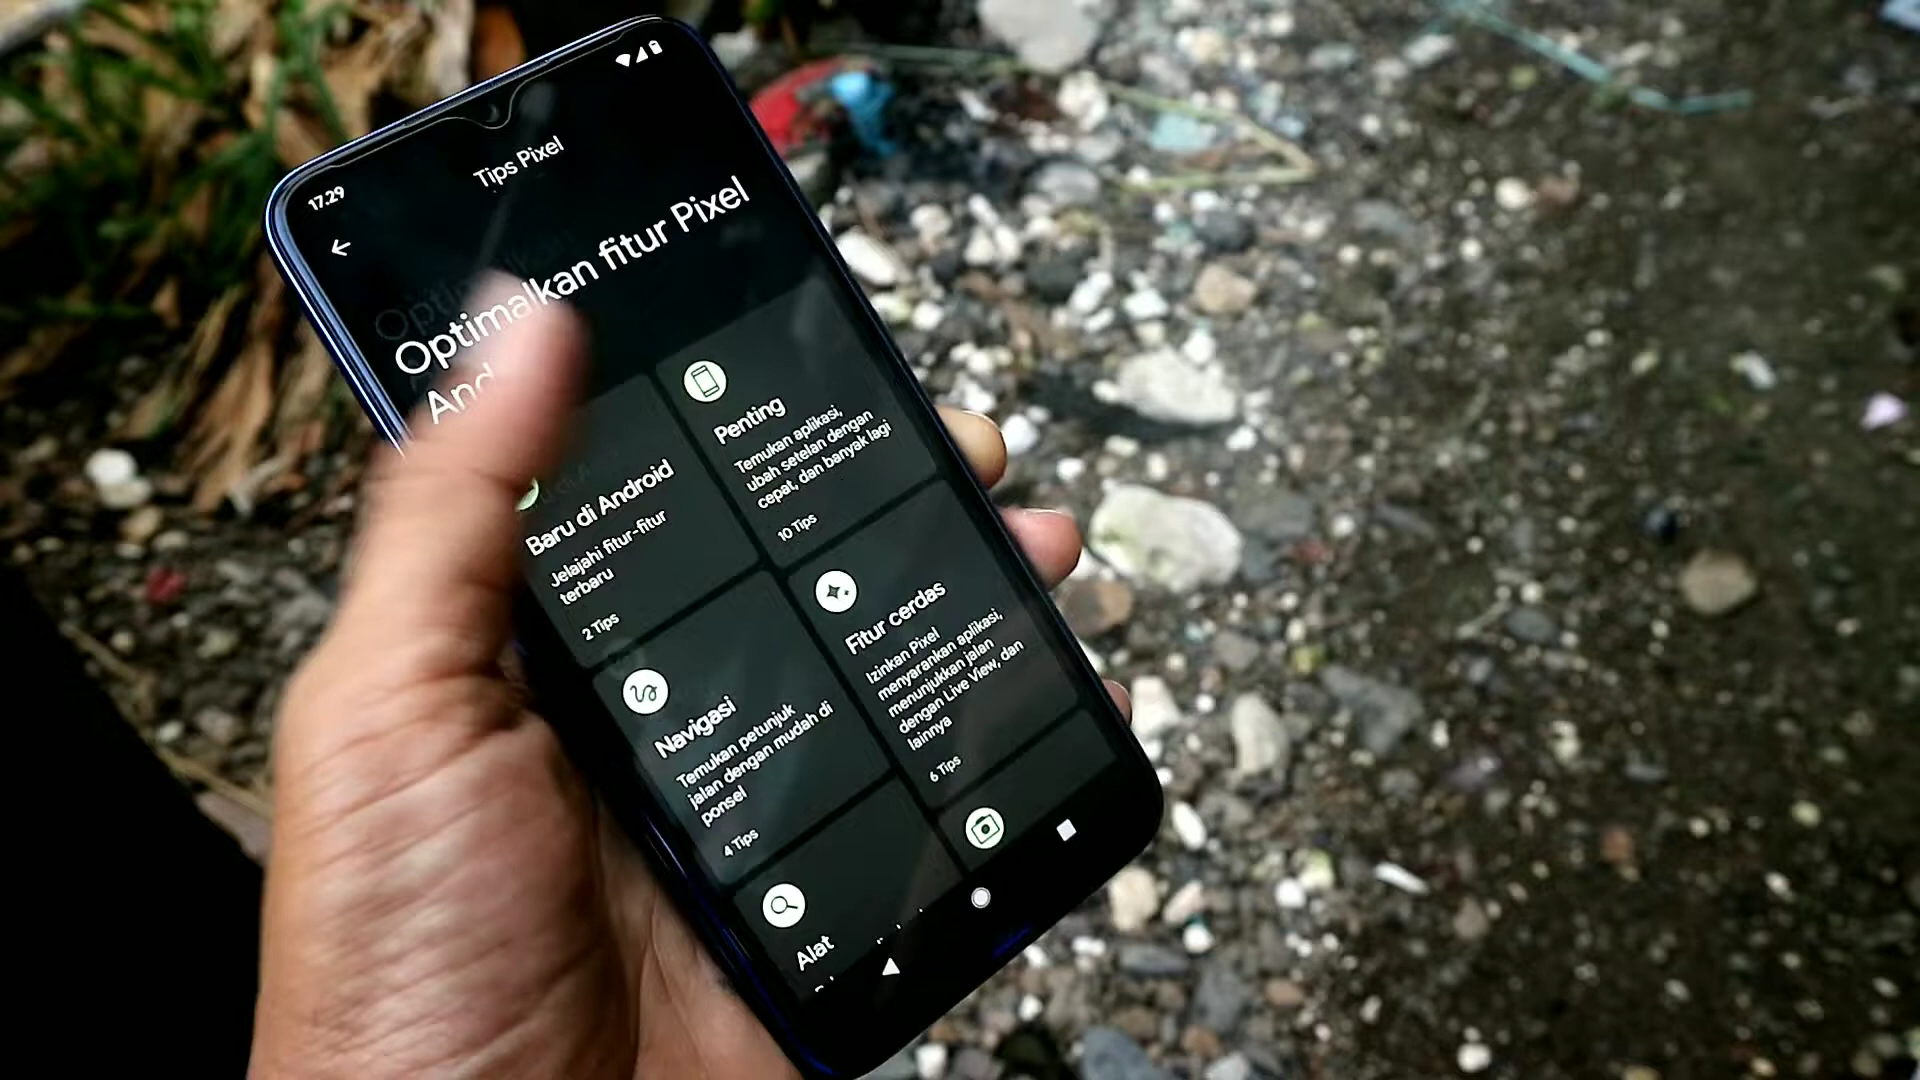 17.29
Tips Pixel
Optimalkan fitur Pixel
Baru di Android
Jelajahi fitur-fitur
terbaru
2 Tips
Penting
Temukan aplikasi,
ubah setelan dengan
cepat, dan banyak lagi
10 Tips
Navigasi
Temukan petunjuk
jalan dengan mudah di
ponsel
4 Tips
Fitur cerdas
Izinkan Pixel
menyarankan aplikasi,
menunjukkan jalan
dengan Live View, dan
lainnya
6 Tips
Alat